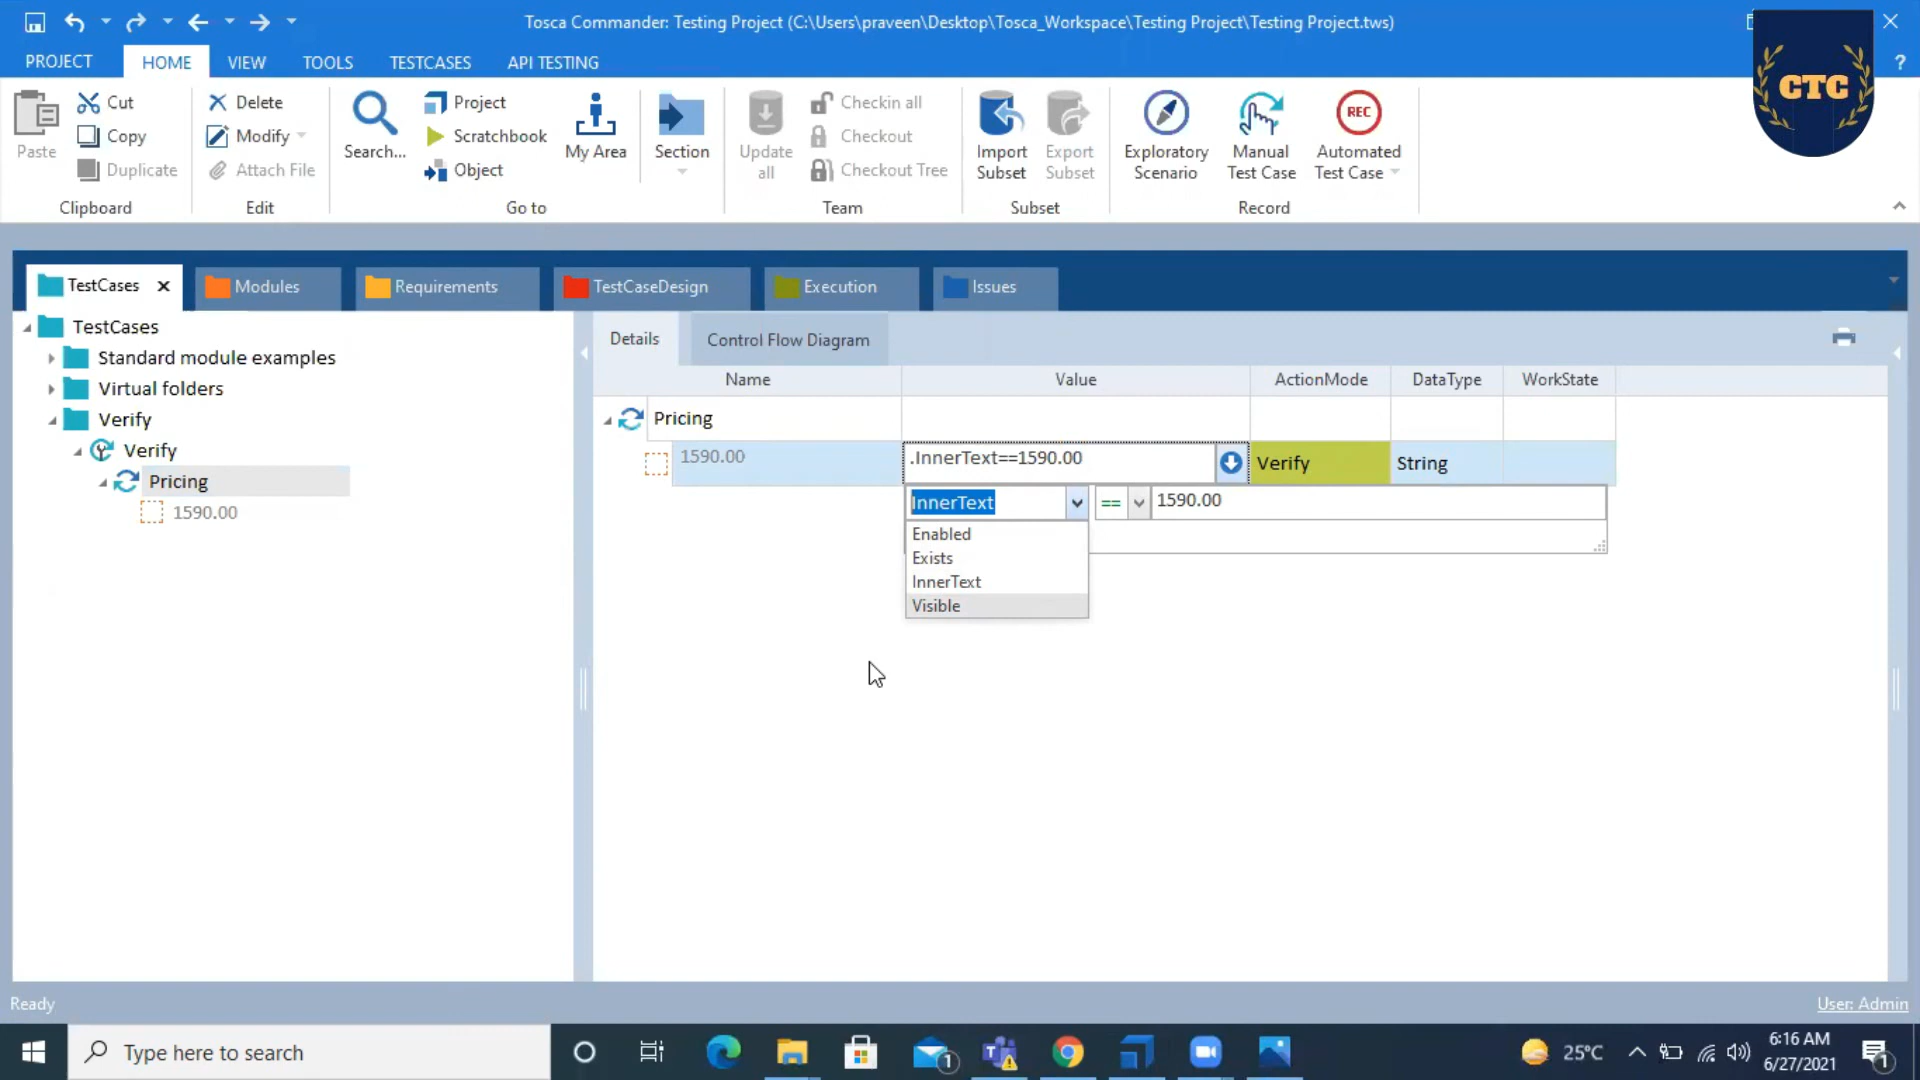 Tosca Commander: Testing Project (C:\Users\praveen\Desktop\Tosca_Workspace\Testing Project\Testing Project.tws)
PROJECT HOME VIEW TOOLS TESTCASES API TESTING
?
CTC
Paste
Cut
Copy
Duplicate
Clipboard
Delete
Modify
Attach File
Edit
Search...
Project
Scratchbook
Object
My Area
Section
Go to
Update all
Checkin all
Checkout
Checkout Tree
Team
Import Subset
Export Subset
Subset
Exploratory Scenario
Manual Test Case
REC
Automated Test Case
Record
TestCases Modules Requirements TestCaseDesign Execution Issues
TestCases
Standard module examples
Virtual folders
Verify
Verify
Pricing
1590.00
Details Control Flow Diagram
Name Value ActionMode DataType WorkState
Pricing
1590.00 .InnerText==1590.00 Verify String
InnerText == 1590.00
Enabled
Exists
InnerText
Visible
Ready User: Admin
Type here to search
1
25°C
6:16 AM
6/27/2021
1